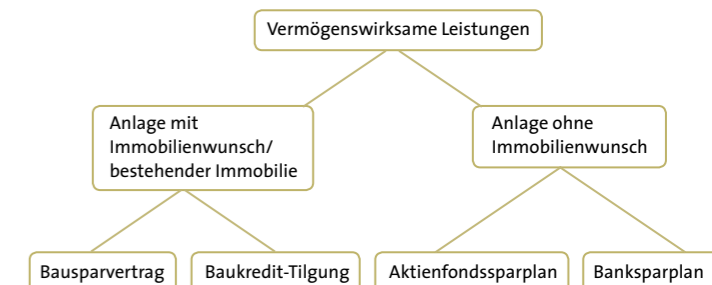 Vermögenswirksame Leistungen
Anlage mit
Immobilienwunsch/
bestehender Immobilie
Anlage ohne
Immobilienwunsch
Bausparvertrag
Baukredit-Tilgung
Aktienfondssparplan
Banksparplan